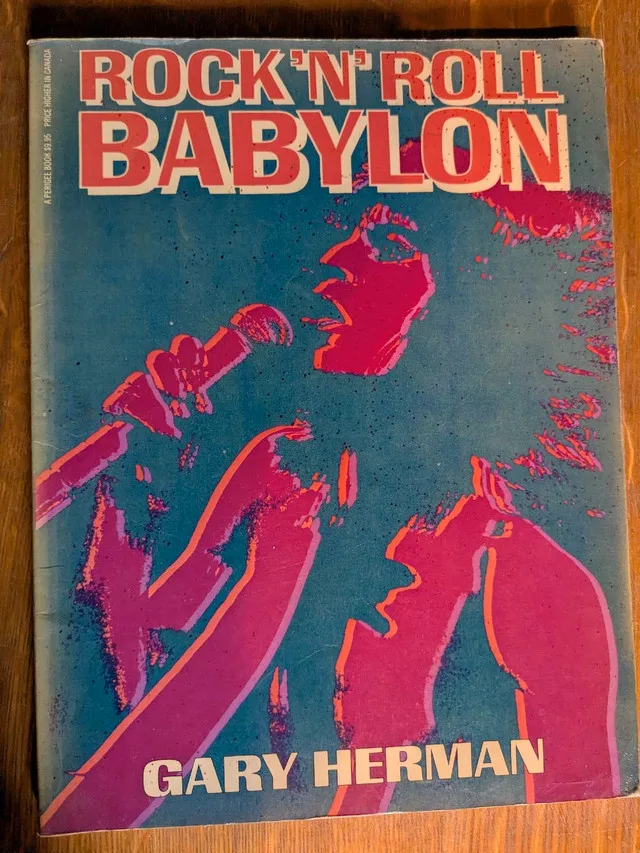 A PERIGEE BOOK $9.95 PRICE HIGHER IN CANADA
ROCK 'N' ROLL
BABYLON
GARY HERMAN